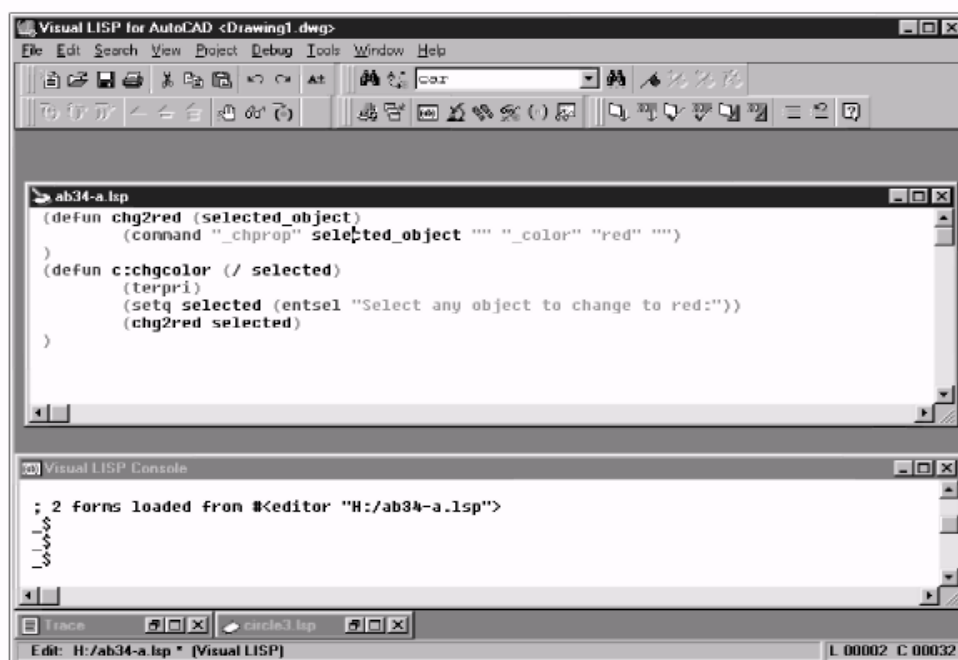 Visual LISP for AutoCAD <Drawing1.dwg>
File Edit Search View Project Debug Tools Window Help
car
ab34-a.lsp
(defun chg2red (selected_object)
(command "_chprop" selected_object "" "_color" "red" "")
)
(defun c:chgcolor (/ selected)
(terpri)
(setq selected (entsel "Select any object to change to red:"))
(chg2red selected)
)
Visual LISP Console
; 2 forms loaded from #<editor "H:/ab34-a.lsp">
_$
_$
_$
Trace circle3.lsp
Edit: H:/ab34-a.lsp * (Visual LISP) L 00002 C 00032